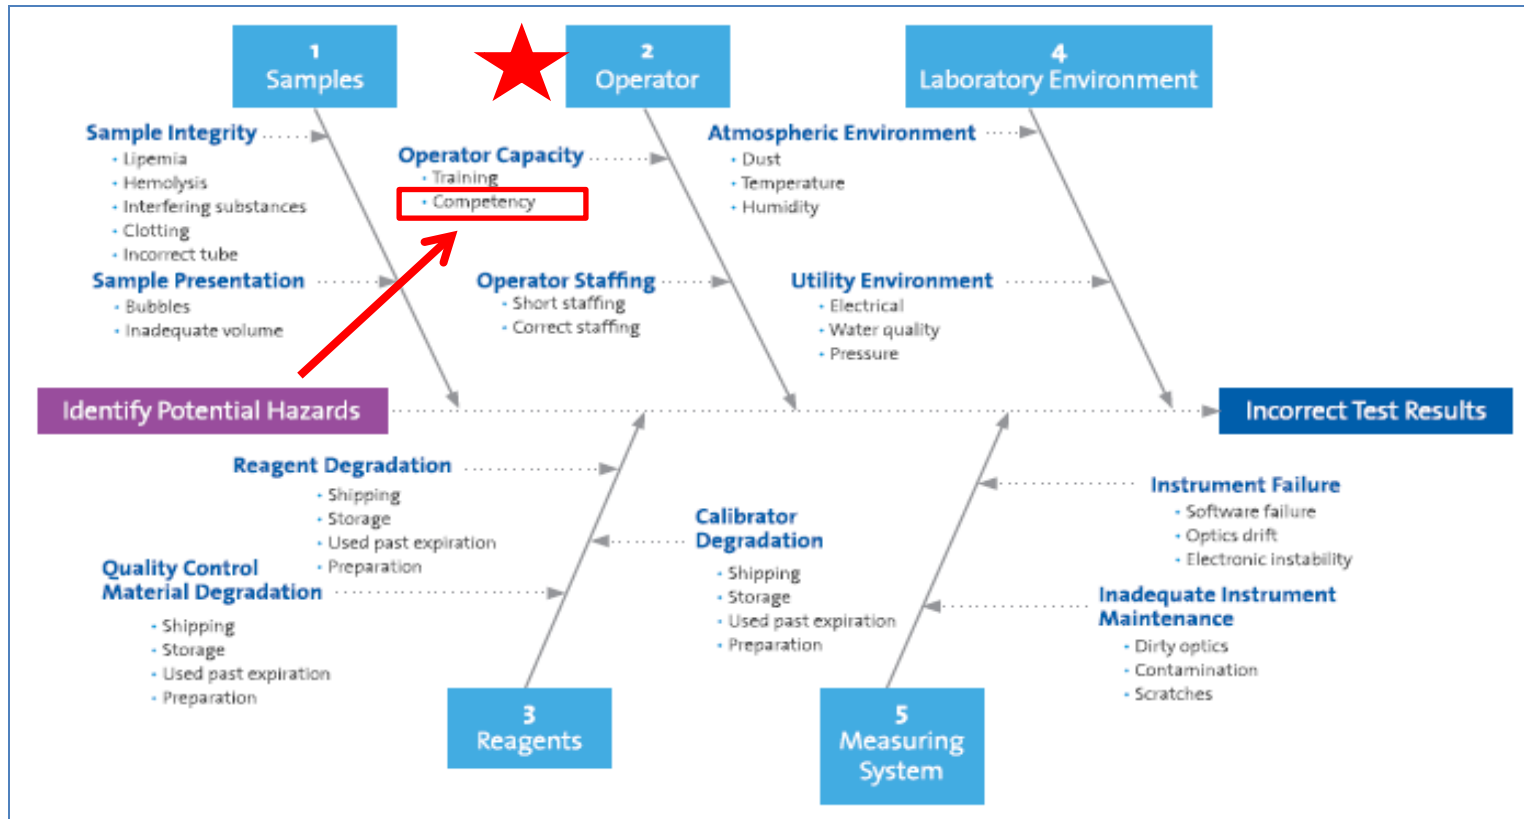 1
Samples
2
Operator
4
Laboratory Environment
Sample Integrity
• Lipemia
• Hemolysis
• Interfering substances
• Clotting
• Incorrect tube
Sample Presentation
• Bubbles
• Inadequate volume
Operator Capacity
• Training
• Competency
Operator Staffing
• Short staffing
• Correct staffing
Atmospheric Environment
• Dust
• Temperature
• Humidity
Utility Environment
• Electrical
• Water quality
• Pressure
Identify Potential Hazards
Incorrect Test Results
Reagent Degradation
• Shipping
• Storage
• Used past expiration
• Preparation
Quality Control
Material Degradation
• Shipping
• Storage
• Used past expiration
• Preparation
Calibrator
Degradation
• Shipping
• Storage
• Used past expiration
• Preparation
Instrument Failure
• Software failure
• Optics drift
• Electronic instability
Inadequate Instrument
Maintenance
• Dirty optics
• Contamination
• Scratches
3
Reagents
5
Measuring
System